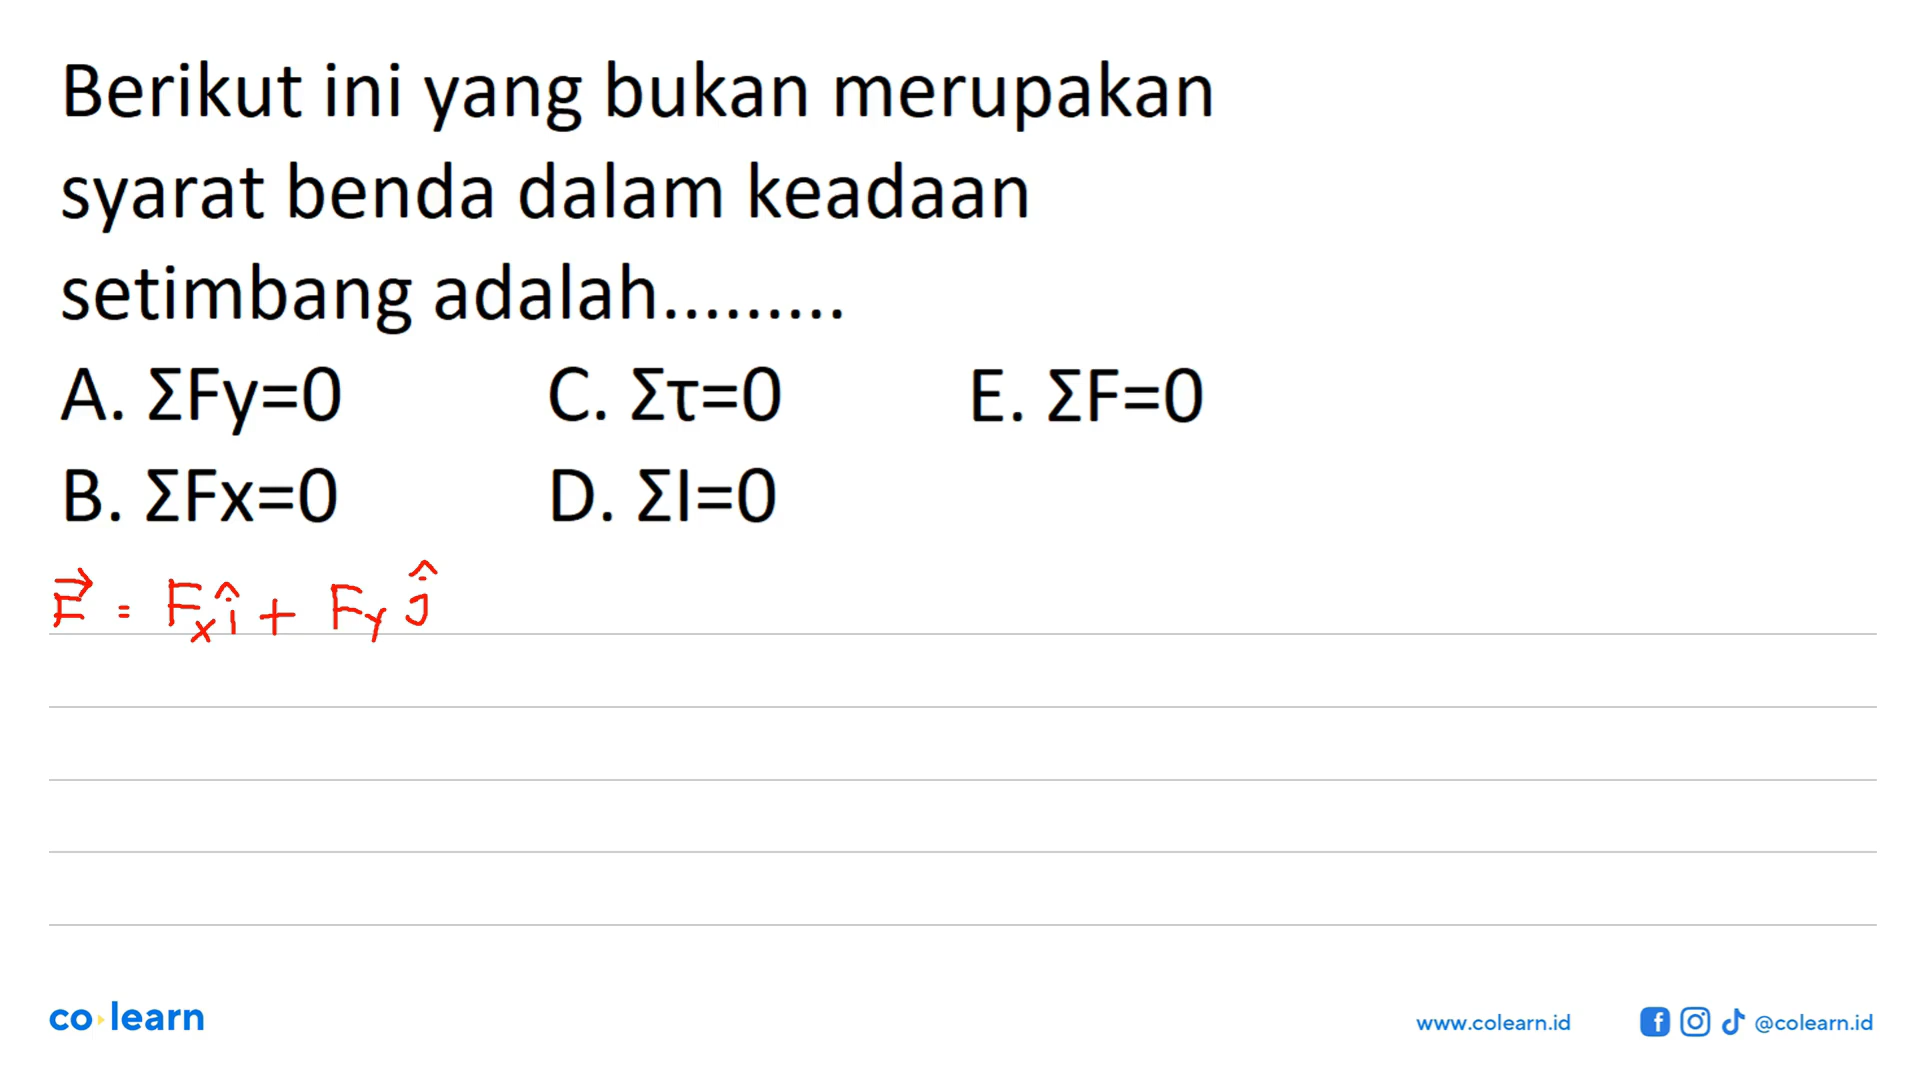 Berikut ini yang bukan merupakan
syarat benda dalam keadaan
setimbang adalah.........
A. ΣFy=0 C. Στ=0 E. ΣF=0
B. ΣFx=0 D. ΣI=0
F⃗ = Fₓ î + Fᵧ ĵ
co learn
www.colearn.id @colearn.id